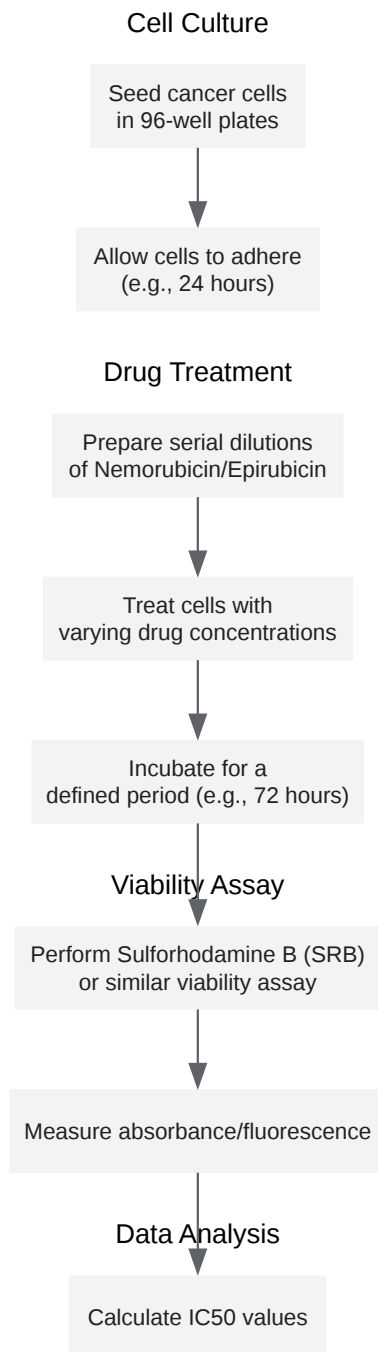 Cell Culture
Seed cancer cells
in 96-well plates
Allow cells to adhere
(e.g., 24 hours)
Drug Treatment
Prepare serial dilutions
of Nemorubicin/Epirubicin
Treat cells with
varying drug concentrations
Incubate for a
defined period (e.g., 72 hours)
Viability Assay
Perform Sulforhodamine B (SRB)
or similar viability assay
Measure absorbance/fluorescence
Data Analysis
Calculate IC50 values